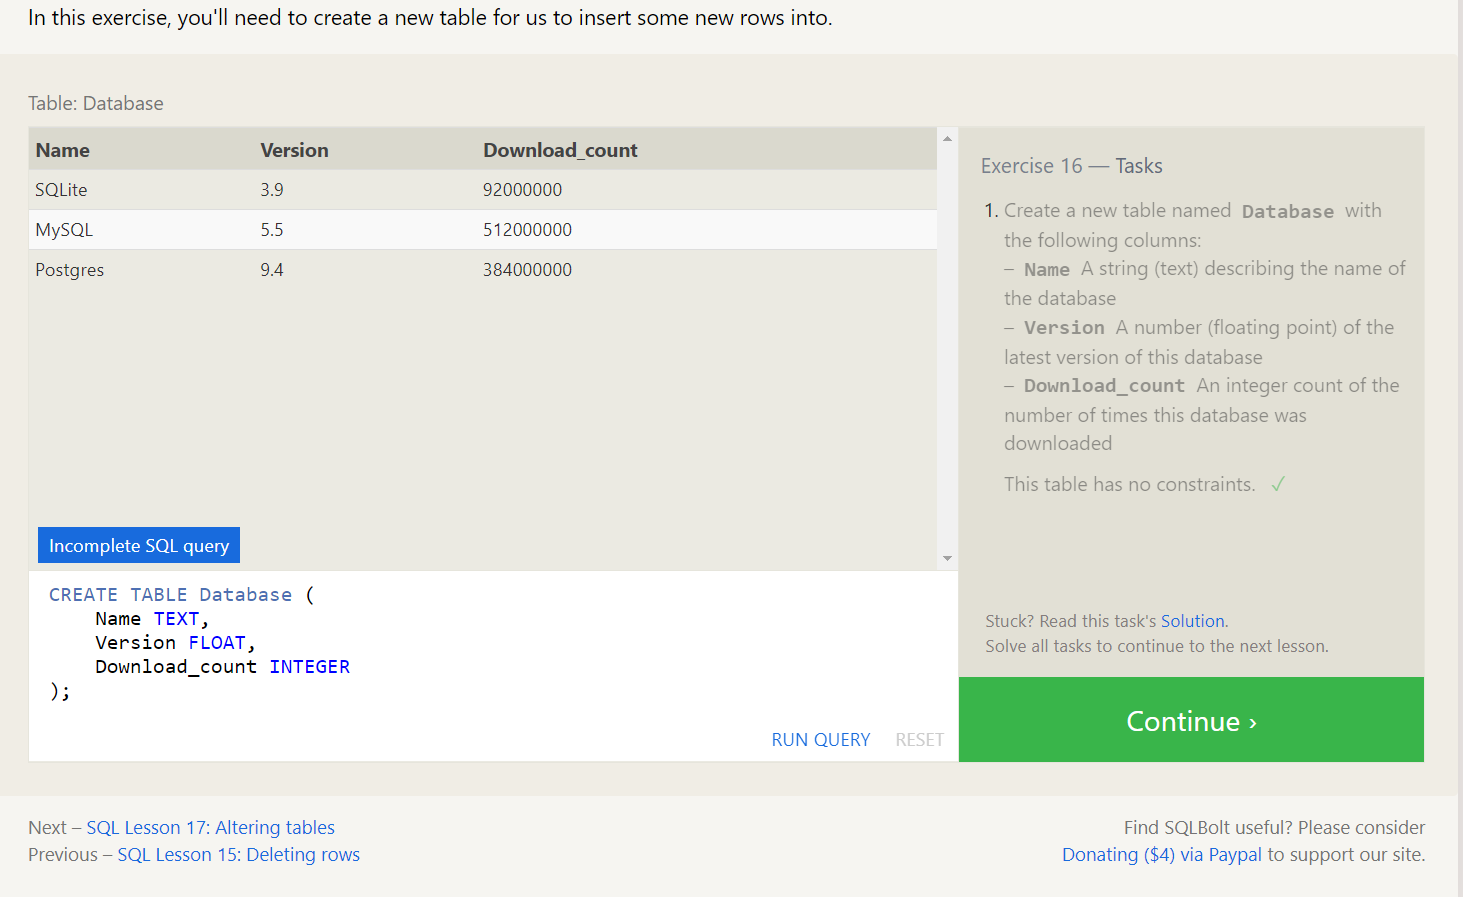 In this exercise, you'll need to create a new table for us to insert some new rows into.
Table: Database
Name Version Download_count
SQLite 3.9 92000000
MySQL 5.5 512000000
Postgres 9.4 384000000
Incomplete SQL query
CREATE TABLE Database (
    Name TEXT,
    Version FLOAT,
    Download_count INTEGER
);
RUN QUERY RESET
Exercise 16 — Tasks
1. Create a new table named Database with
the following columns:
– Name A string (text) describing the name of
the database
– Version A number (floating point) of the
latest version of this database
– Download_count An integer count of the
number of times this database was
downloaded
This table has no constraints. ✓
Stuck? Read this task's Solution.
Solve all tasks to continue to the next lesson.
Continue ›
Next – SQL Lesson 17: Altering tables
Previous – SQL Lesson 15: Deleting rows
Find SQLBolt useful? Please consider
Donating ($4) via Paypal to support our site.